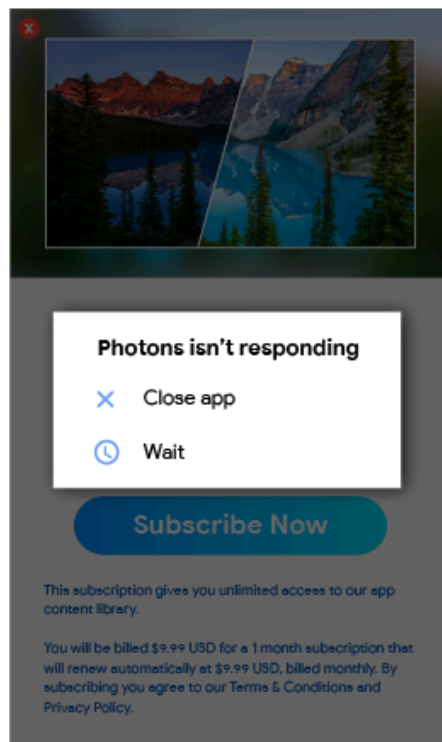 X
Photons isn't responding
Close app
Wait
Subscribe Now
This subscription gives you unlimited access to our app
content library.
You will be billed $9.99 USD for a 1 month subscription that
will renew automatically at $9.99 USD, billed monthly. By
subscribing you agree to our Terms & Conditions and
Privacy Policy.